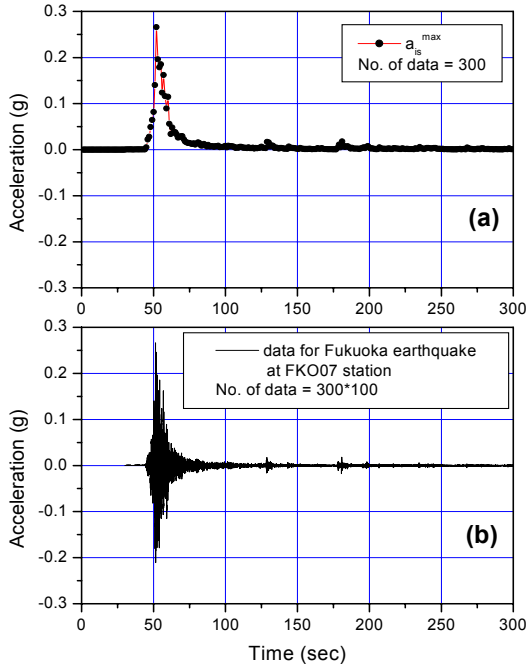 0.3
0.2
0.1
0.0
-0.1
-0.2
-0.3
Acceleration (g)
a_is^max
No. of data = 300
(a)
0 50 100 150 200 250 300
0.3
0.2
0.1
0.0
-0.1
-0.2
-0.3
Acceleration (g)
data for Fukuoka earthquake
at FKO07 station
No. of data = 300*100
(b)
0 50 100 150 200 250 300
Time (sec)